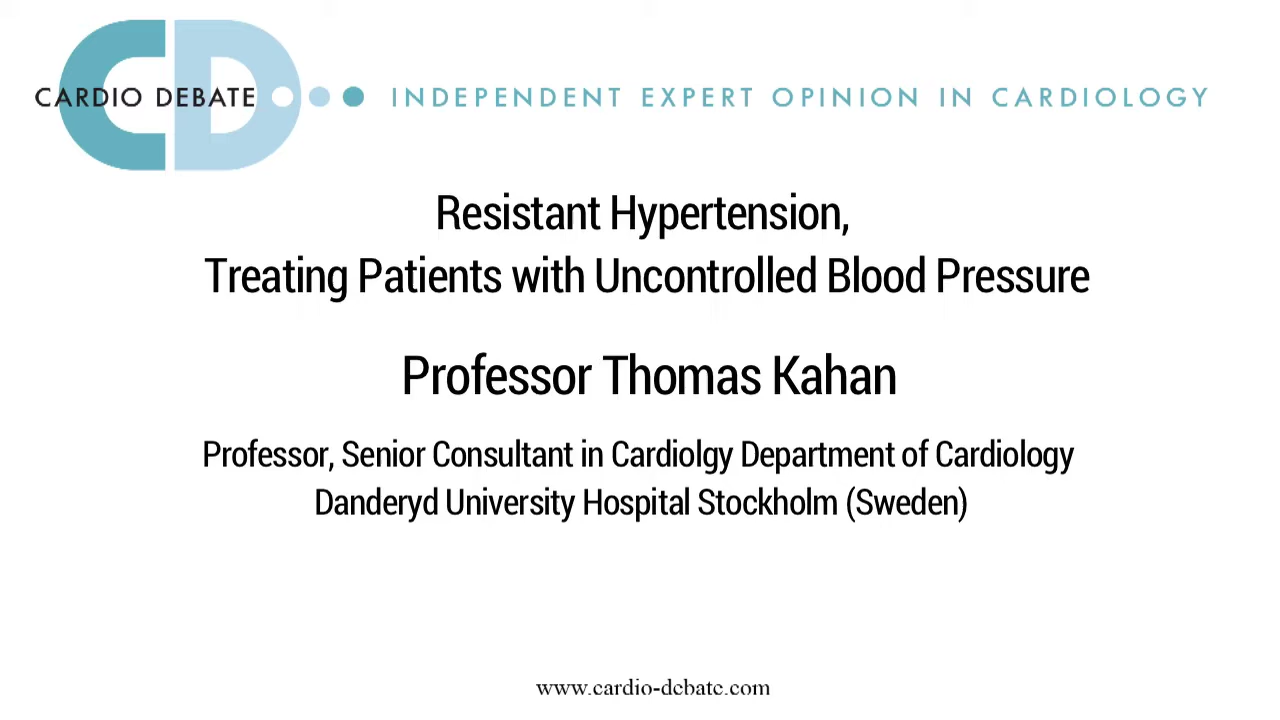 CARDIO DEBATE
INDEPENDENT EXPERT OPINION IN CARDIOLOGY
Resistant Hypertension,
Treating Patients with Uncontrolled Blood Pressure
Professor Thomas Kahan
Professor, Senior Consultant in Cardiolgy Department of Cardiology
Danderyd University Hospital Stockholm (Sweden)
www.cardio-debate.com